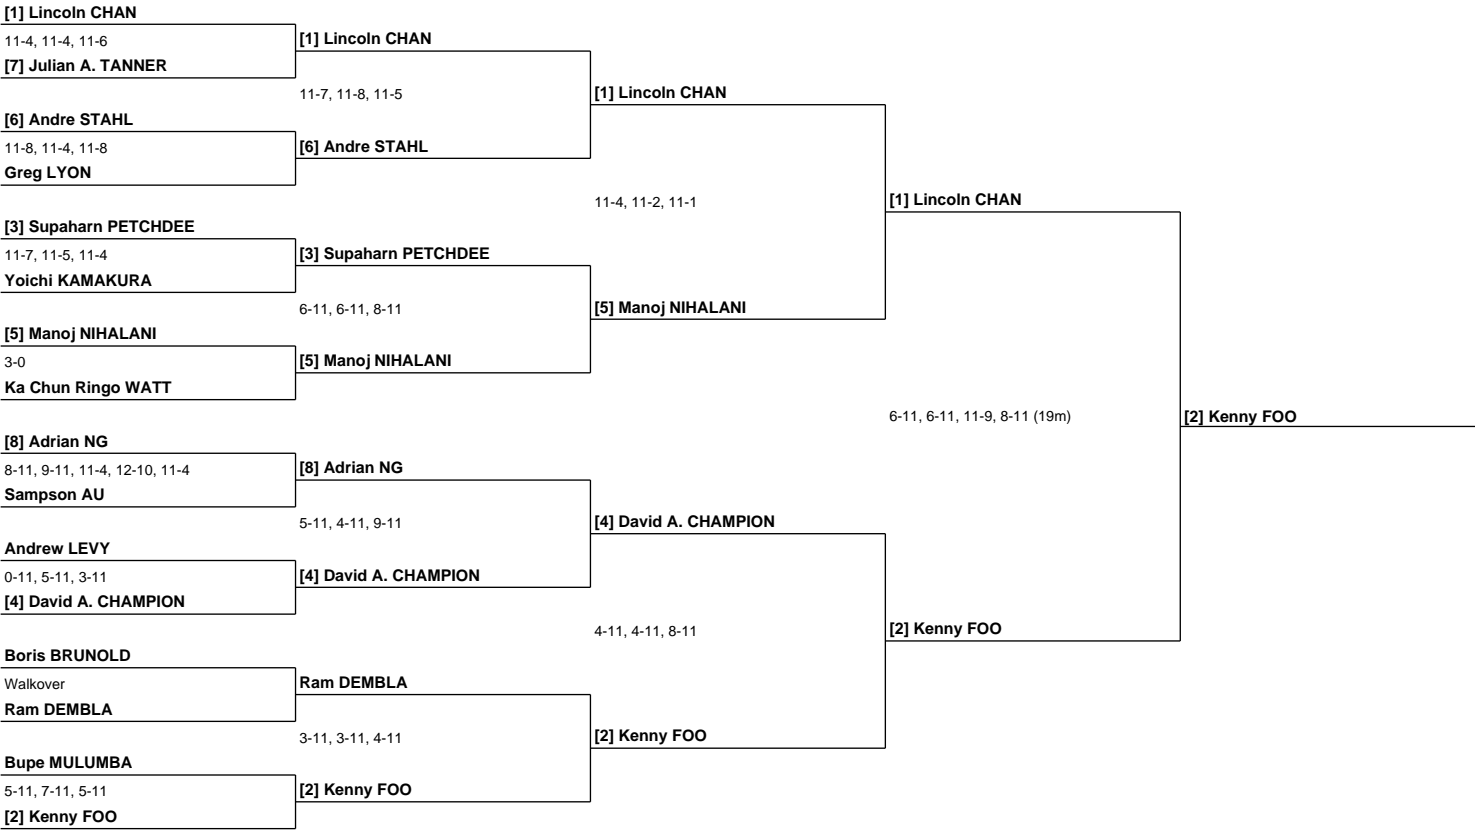 [1] Lincoln CHAN
11-4, 11-4, 11-6
[7] Julian A. TANNER
[6] Andre STAHL
11-8, 11-4, 11-8
Greg LYON
[3] Supaharn PETCHDEE
11-7, 11-5, 11-4
Yoichi KAMAKURA
[5] Manoj NIHALANI
3-0
Ka Chun Ringo WATT
[8] Adrian NG
8-11, 9-11, 11-4, 12-10, 11-4
Sampson AU
Andrew LEVY
0-11, 5-11, 3-11
[4] David A. CHAMPION
Boris BRUNOLD
Walkover
Ram DEMBLA
Bupe MULUMBA
5-11, 7-11, 5-11
[2] Kenny FOO
[1] Lincoln CHAN
11-7, 11-8, 11-5
[6] Andre STAHL
[3] Supaharn PETCHDEE
6-11, 6-11, 8-11
[5] Manoj NIHALANI
[8] Adrian NG
5-11, 4-11, 9-11
[4] David A. CHAMPION
Ram DEMBLA
3-11, 3-11, 4-11
[2] Kenny FOO
[1] Lincoln CHAN
11-4, 11-2, 11-1
[5] Manoj NIHALANI
[4] David A. CHAMPION
4-11, 4-11, 8-11
[2] Kenny FOO
[1] Lincoln CHAN
6-11, 6-11, 11-9, 8-11 (19m)
[2] Kenny FOO
[2] Kenny FOO